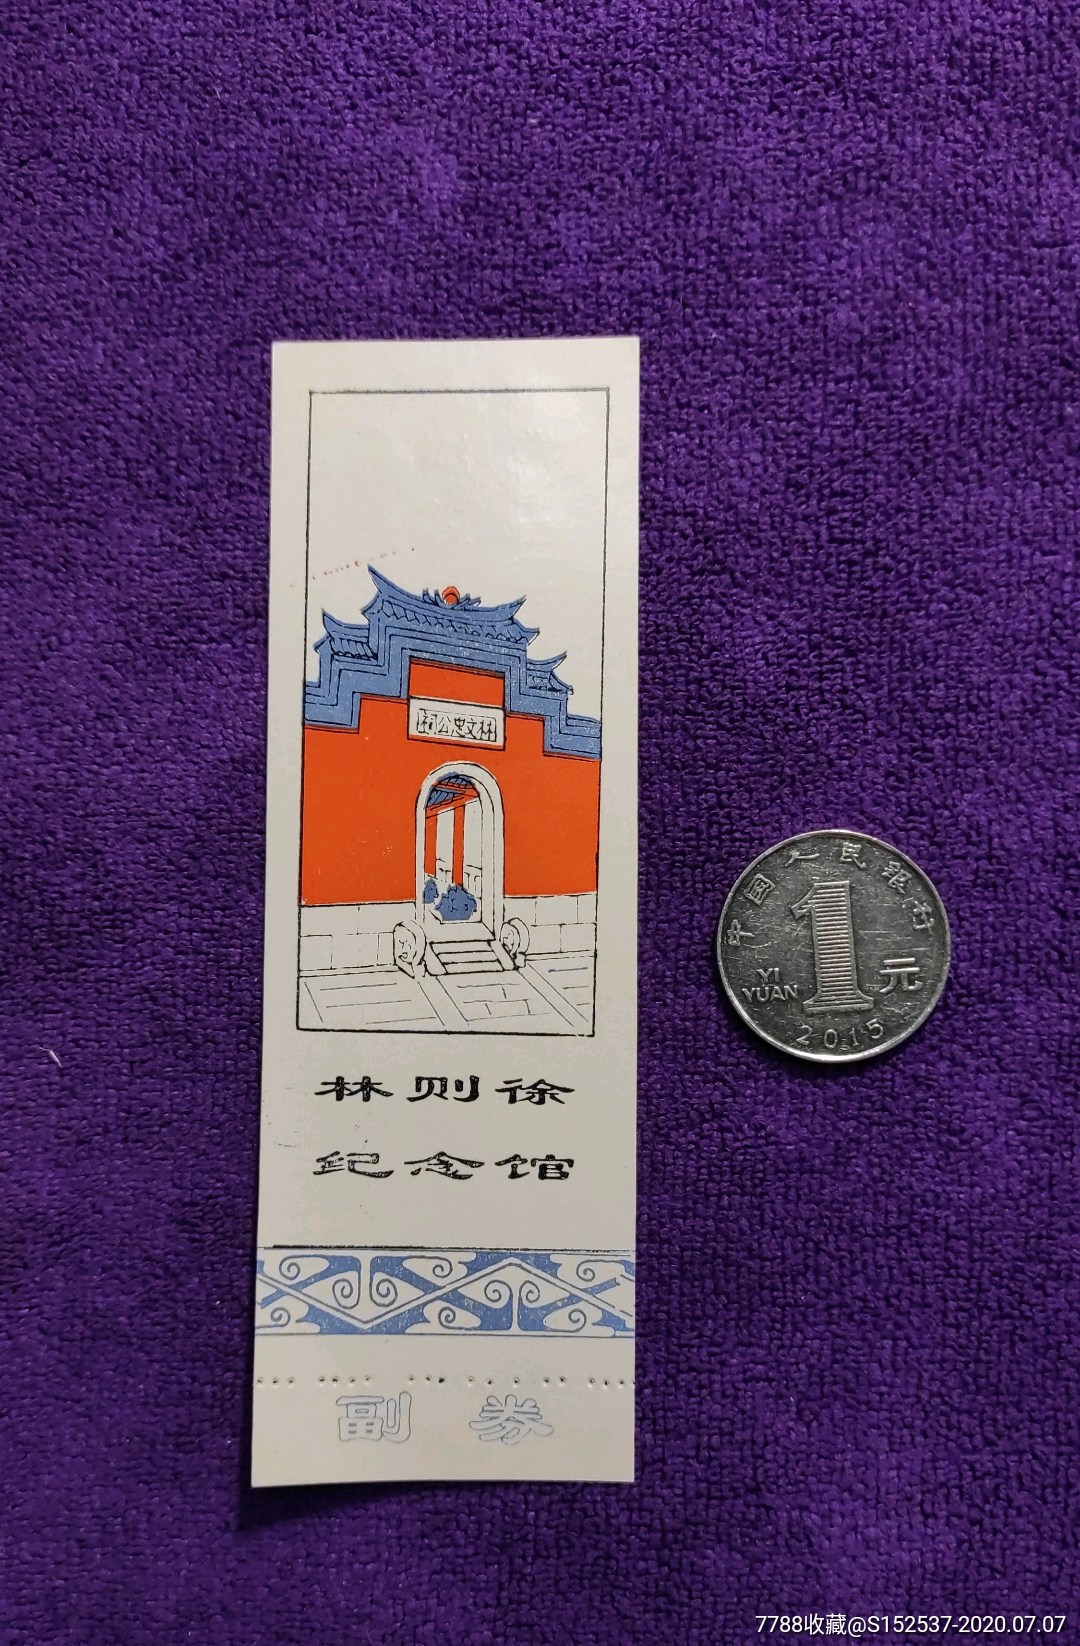 林文忠公祠
林则徐
纪念馆
副券
中国人民银行
1元
YI
YUAN
2015
7788收藏@S152537-2020.07.07